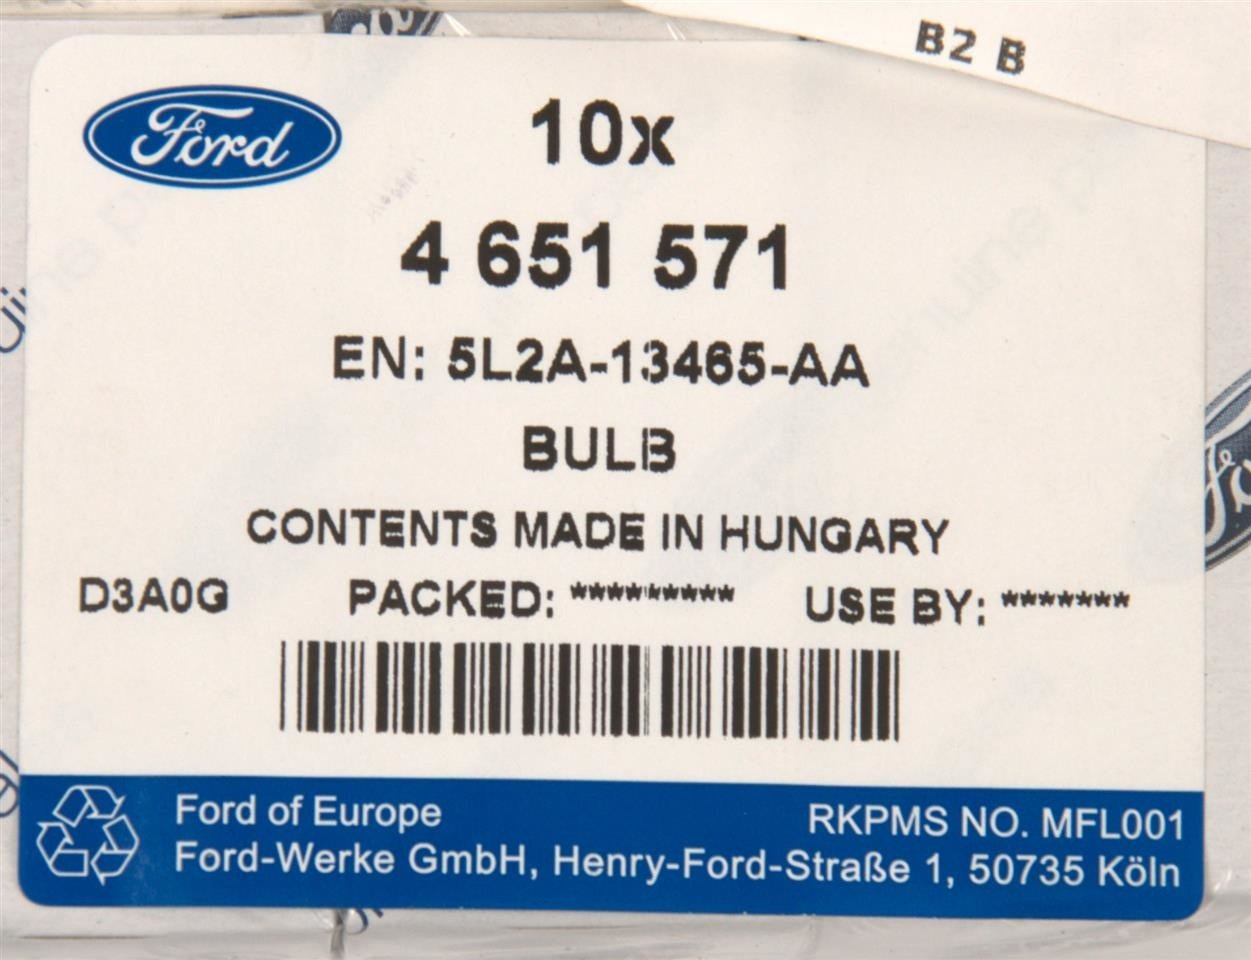 B2 B
Ford
10x
4 651 571
EN: 5L2A-13465-AA
BULB
CONTENTS MADE IN HUNGARY
D3A0G PACKED: ********** USE BY: *******
Ford of Europe
RKPMS NO. MFL001
Ford-Werke GmbH, Henry-Ford-Straße 1, 50735 Köln